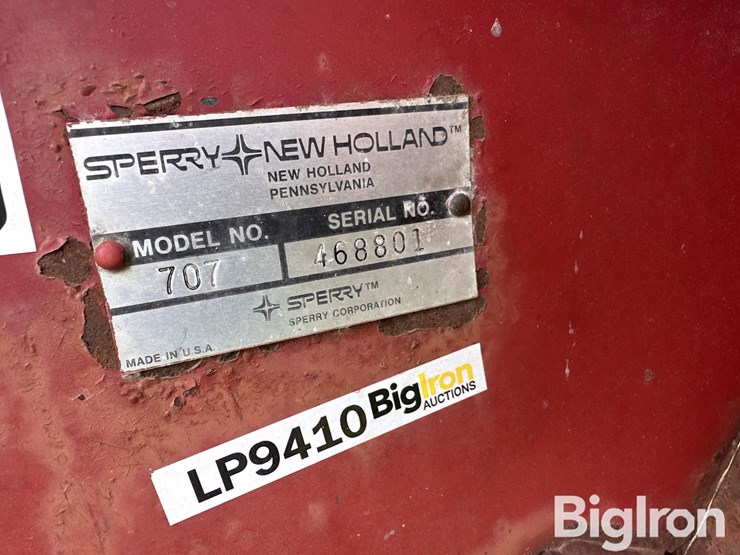 SPERRY NEW HOLLAND™
NEW HOLLAND
PENNSYLVANIA
MODEL NO. SERIAL NO.
707 468801
SPERRY™
SPERRY CORPORATION
MADE IN U.S.A.
LP9410 BigIron
AUCTIONS
BigIron